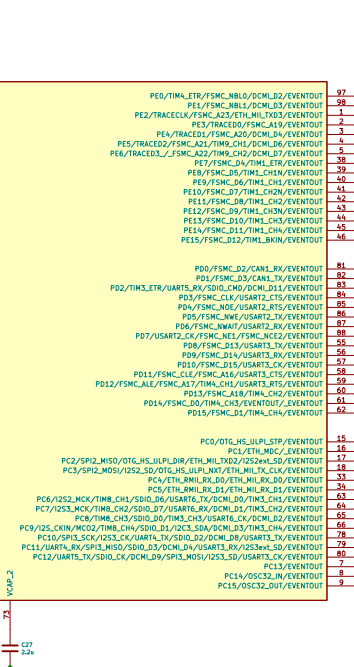 PE0/TIM4_ETR/FSMC_NBL0/DCMI_D2/EVENTOUT 97
PE1/FSMC_NBL1/DCMI_D3/EVENTOUT 98
PE2/TRACECLK/FSMC_A23/ETH_MII_TXD3/EVENTOUT 1
PE3/TRACED0/FSMC_A19/EVENTOUT 2
PE4/TRACED1/FSMC_A20/DCMI_D4/EVENTOUT 3
PE5/TRACED2/FSMC_A21/TIM9_CH1/DCMI_D6/EVENTOUT 4
PE6/TRACED3_/_FSMC_A22/TIM9_CH2/DCMI_D7/EVENTOUT 5
PE7/FSMC_D4/TIM1_ETR/EVENTOUT 38
PE8/FSMC_D5/TIM1_CH1N/EVENTOUT 39
PE9/FSMC_D6/TIM1_CH1/EVENTOUT 40
PE10/FSMC_D7/TIM1_CH2N/EVENTOUT 41
PE11/FSMC_D8/TIM1_CH2/EVENTOUT 42
PE12/FSMC_D9/TIM1_CH3N/EVENTOUT 43
PE13/FSMC_D10/TIM1_CH3/EVENTOUT 44
PE14/FSMC_D11/TIM1_CH4/EVENTOUT 45
PE15/FSMC_D12/TIM1_BKIN/EVENTOUT 46
PD0/FSMC_D2/CAN1_RX/EVENTOUT 81
PD1/FSMC_D3/CAN1_TX/EVENTOUT 82
PD2/TIM3_ETR/UART5_RX/SDIO_CMD/DCMI_D11/EVENTOUT 83
PD3/FSMC_CLK/USART2_CTS/EVENTOUT 84
PD4/FSMC_NOE/USART2_RTS/EVENTOUT 85
PD5/FSMC_NWE/USART2_TX/EVENTOUT 86
PD6/FSMC_NWAIT/USART2_RX/EVENTOUT 87
PD7/USART2_CK/FSMC_NE1/FSMC_NCE2/EVENTOUT 88
PD8/FSMC_D13/USART3_TX/EVENTOUT 55
PD9/FSMC_D14/USART3_RX/EVENTOUT 56
PD10/FSMC_D15/USART3_CK/EVENTOUT 57
PD11/FSMC_CLE/FSMC_A16/USART3_CTS/EVENTOUT 58
PD12/FSMC_ALE/FSMC_A17/TIM4_CH1/USART3_RTS/EVENTOUT 59
PD13/FSMC_A18/TIM4_CH2/EVENTOUT 60
PD14/FSMC_D0/TIM4_CH3/EVENTOUT/_EVENTOUT 61
PD15/FSMC_D1/TIM4_CH4/EVENTOUT 62
PC0/OTG_HS_ULPI_STP/EVENTOUT 15
PC1/ETH_MDC/_EVENTOUT 16
PC2/SPI2_MISO/OTG_HS_ULPI_DIR/ETH_MII_TXD2/I2S2ext_SD/EVENTOUT 17
PC3/SPI2_MOSI/I2S2_SD/OTG_HS_ULPI_NXT/ETH_MII_TX_CLK/EVENTOUT 18
PC4/ETH_RMII_RX_D0/ETH_MII_RX_D0/EVENTOUT 33
PC5/ETH_RMII_RX_D1/ETH_MII_RX_D1/EVENTOUT 34
PC6/I2S2_MCK/TIM8_CH1/SDIO_D6/USART6_TX/DCMI_D0/TIM3_CH1/EVENTOUT 63
PC7/I2S3_MCK/TIM8_CH2/SDIO_D7/USART6_RX/DCMI_D1/TIM3_CH2/EVENTOUT 64
PC8/TIM8_CH3/SDIO_D0/TIM3_CH3/USART6_CK/DCMI_D2/EVENTOUT 65
PC9/I2S_CKIN/MCO2/TIM8_CH4/SDIO_D1/I2C3_SDA/DCMI_D3/TIM3_CH4/EVENTOUT 66
PC10/SPI3_SCK/I2S3_CK/UART4_TX/SDIO_D2/DCMI_D8/USART3_TX/EVENTOUT 78
PC11/UART4_RX/SPI3_MISO/SDIO_D3/DCMI_D4/USART3_RX/I2S3ext_SD/EVENTOUT 79
PC12/UART5_TX/SDIO_CK/DCMI_D9/SPI3_MOSI/I2S3_SD/USART3_CK/EVENTOUT 80
PC13/EVENTOUT 7
PC14/OSC32_IN/EVENTOUT 8
PC15/OSC32_OUT/EVENTOUT 9
VCAP_2
73
C27
2.2u